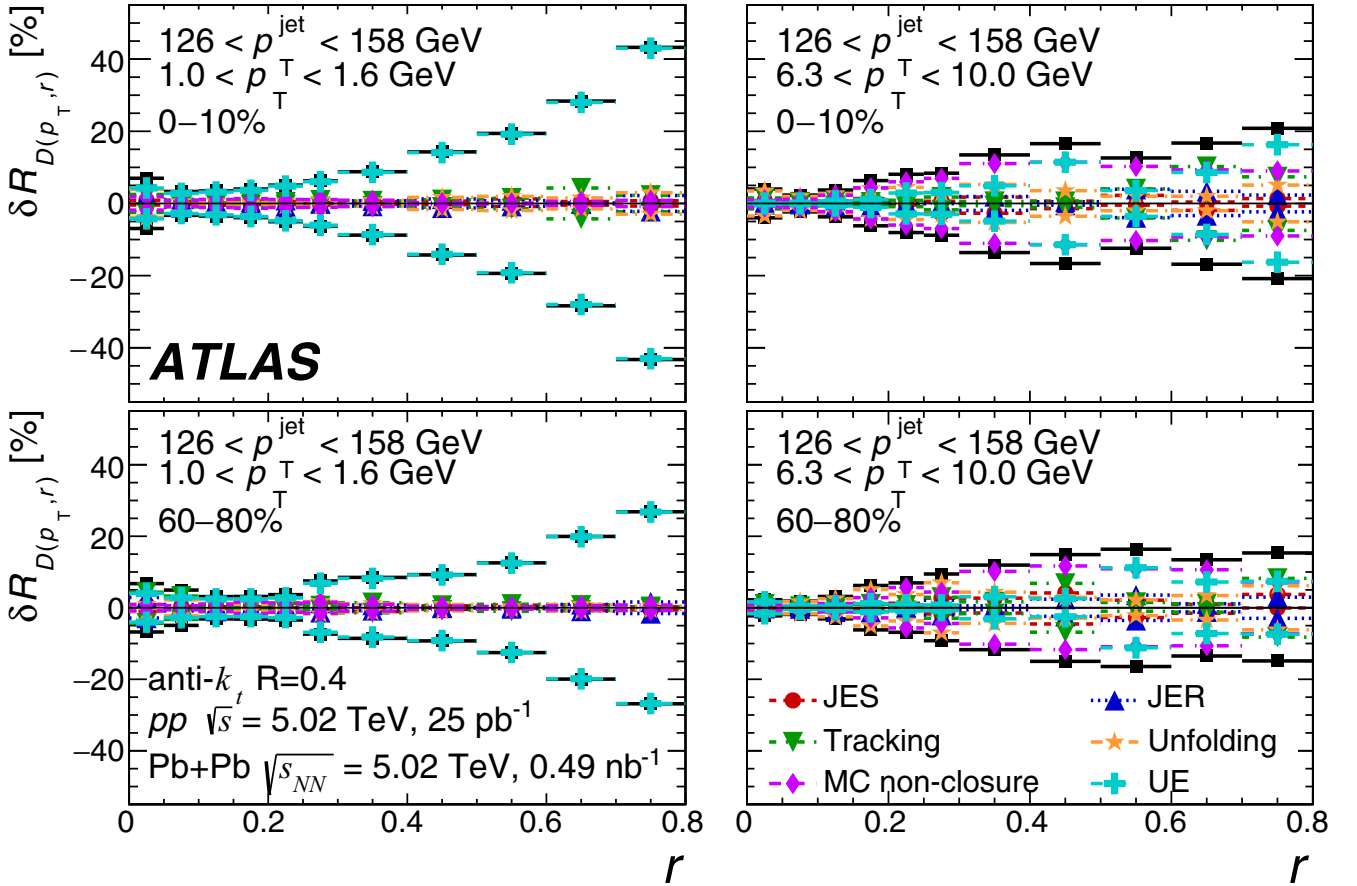 δR_D(p_T,r) [%]
40
20
0
−20
−40
126 < p_T^jet < 158 GeV
1.0 < p_T < 1.6 GeV
0−10%
ATLAS
126 < p_T^jet < 158 GeV
6.3 < p_T < 10.0 GeV
0−10%
δR_D(p_T,r) [%]
40
20
0
−20
−40
126 < p_T^jet < 158 GeV
1.0 < p_T < 1.6 GeV
60−80%
anti-k_t R=0.4
pp √s = 5.02 TeV, 25 pb⁻¹
Pb+Pb √s_NN = 5.02 TeV, 0.49 nb⁻¹
126 < p_T^jet < 158 GeV
6.3 < p_T < 10.0 GeV
60−80%
JES JER
Tracking Unfolding
MC non-closure UE
0 0.2 0.4 0.6 0.8
r
0 0.2 0.4 0.6 0.8
r